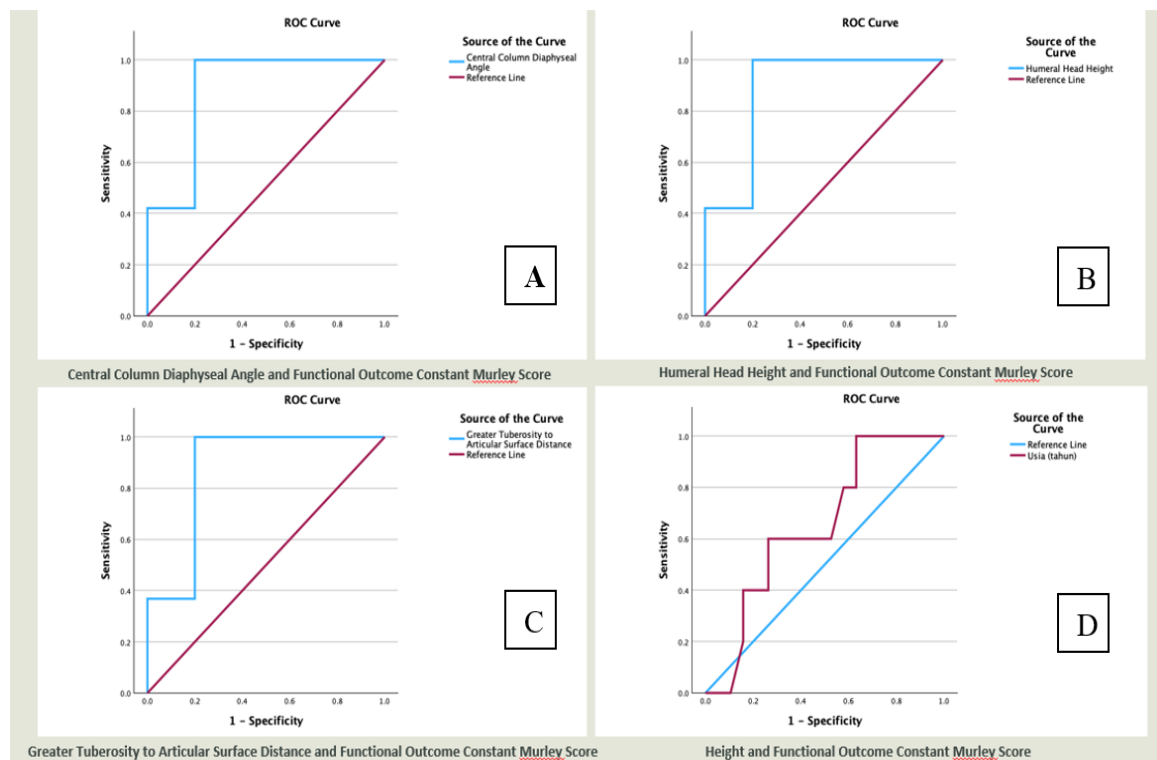 ROC Curve
Source of the Curve
Central Column Diaphyseal
Angle
Reference Line
Sensitivity
1.0
0.8
0.6
0.4
0.2
0.0
0.0 0.2 0.4 0.6 0.8 1.0
1 - Specificity
A
Central Column Diaphyseal Angle and Functional Outcome Constant Murley Score
ROC Curve
Source of the
Curve
Humeral Head Height
Reference Line
Sensitivity
1.0
0.8
0.6
0.4
0.2
0.0
0.0 0.2 0.4 0.6 0.8 1.0
1 - Specificity
B
Humeral Head Height and Functional Outcome Constant Murley Score
ROC Curve
Source of the Curve
Greater Tuberosity to
Articular Surface Distance
Reference Line
Sensitivity
1.0
0.8
0.6
0.4
0.2
0.0
0.0 0.2 0.4 0.6 0.8 1.0
1 - Specificity
C
Greater Tuberosity to Articular Surface Distance and Functional Outcome Constant Murley Score
ROC Curve
Source of the
Curve
Reference Line
Usia (tahun)
Sensitivity
1.0
0.8
0.6
0.4
0.2
0.0
0.0 0.2 0.4 0.6 0.8 1.0
1 - Specificity
D
Height and Functional Outcome Constant Murley Score